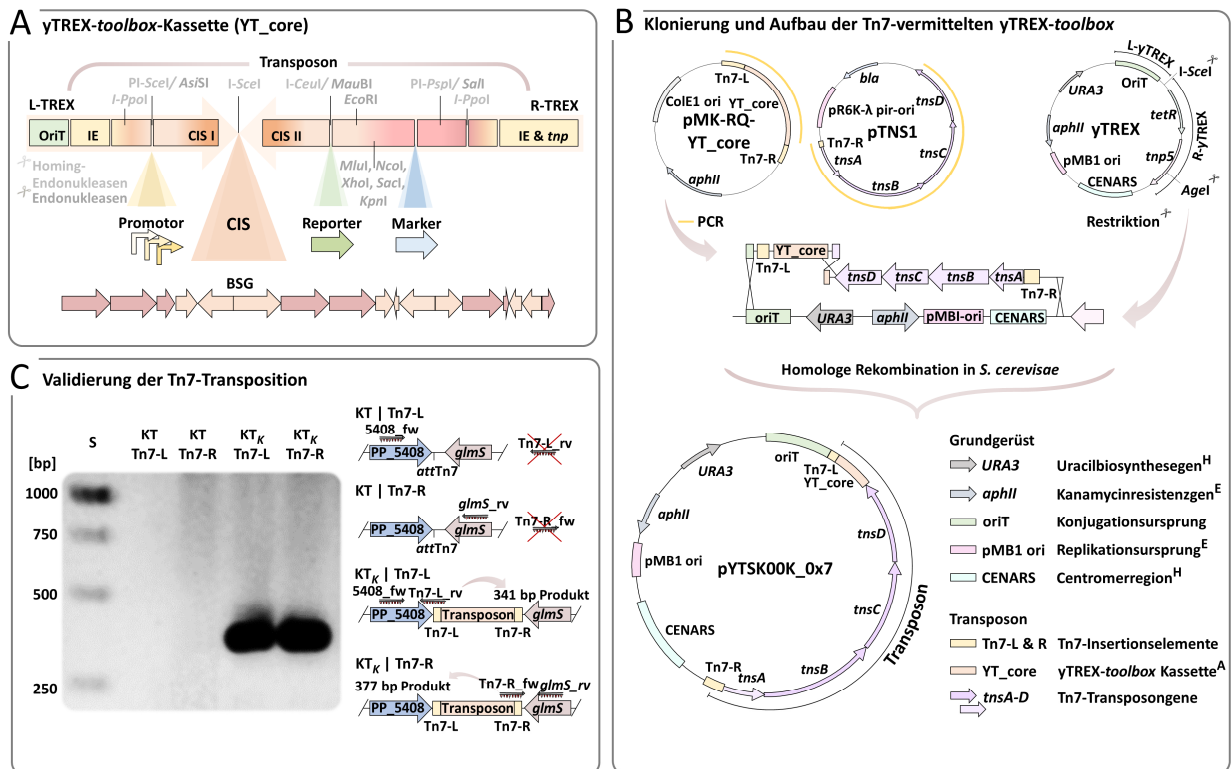 A
yTREX-toolbox-Kassette (YT_core)
Transposon
PI-SceI/ AsiSI
I-SceI
I-CeuI/ MauBI
PI-PspI/ SalI
I-PpoI
EcoRI
I-PpoI
L-TREX
R-TREX
OriT
IE
CIS I
CIS II
IE & tnp
Homing-
Endonukleasen
Endonukleasen
MluI, NcoI,
XhoI, SacI,
KpnI
Promotor
CIS
Reporter
Marker
BSG
B
Klonierung und Aufbau der Tn7-vermittelten yTREX-toolbox
Tn7-L
ColE1 ori
YT_core
pMK-RQ-
YT_core
Tn7-R
aphII
bla
tnsD
pR6K-λ pir-ori
pTNS1
Tn7-R
tnsA
tnsC
tnsB
L-yTREX
OriT
I-SceI
URA3
tetR
aphII
yTREX
R-yTREX
pMB1 ori
tnp5
CENARS
AgeI
PCR
Restriktion
YT_core
Tn7-L
tnsD
tnsC
tnsB
tnsA
Tn7-R
oriT
URA3
aphII
pMBI-ori
CENARS
Homologe Rekombination in S. cerevisae
oriT
Tn7-L
YT_core
URA3
aphII
tnsD
pMB1 ori
pYTSK00K_0x7
tnsC
CENARS
Transposon
Tn7-R
tnsA
tnsB
Grundgerüst
URA3 UracilbiosynthesegenH
aphII KanamycinresistenzgenE
oriT Konjugationsursprung
pMB1 ori ReplikationsursprungE
CENARS CentromerregionH
Transposon
Tn7-L & R Tn7-Insertionselemente
YT_core yTREX-toolbox KassetteA
tnsA-D Tn7-Transposongene
C
Validierung der Tn7-Transposition
S
KT
Tn7-L
KT
Tn7-R
KTK
Tn7-L
KTK
Tn7-R
[bp]
1000
750
500
250
KT | Tn7-L
5408_fw
Tn7-L_rv
PP_5408
glmS
attTn7
KT | Tn7-R
glmS_rv
Tn7-R_fw
PP_5408
glmS
attTn7
KTK | Tn7-L
5408_fw
Tn7-L_rv
341 bp Produkt
PP_5408
Transposon
glmS
Tn7-L
Tn7-R
KTK | Tn7-R
377 bp Produkt
Tn7-R_fw
glmS_rv
PP_5408
Transposon
glmS
Tn7-L
Tn7-R